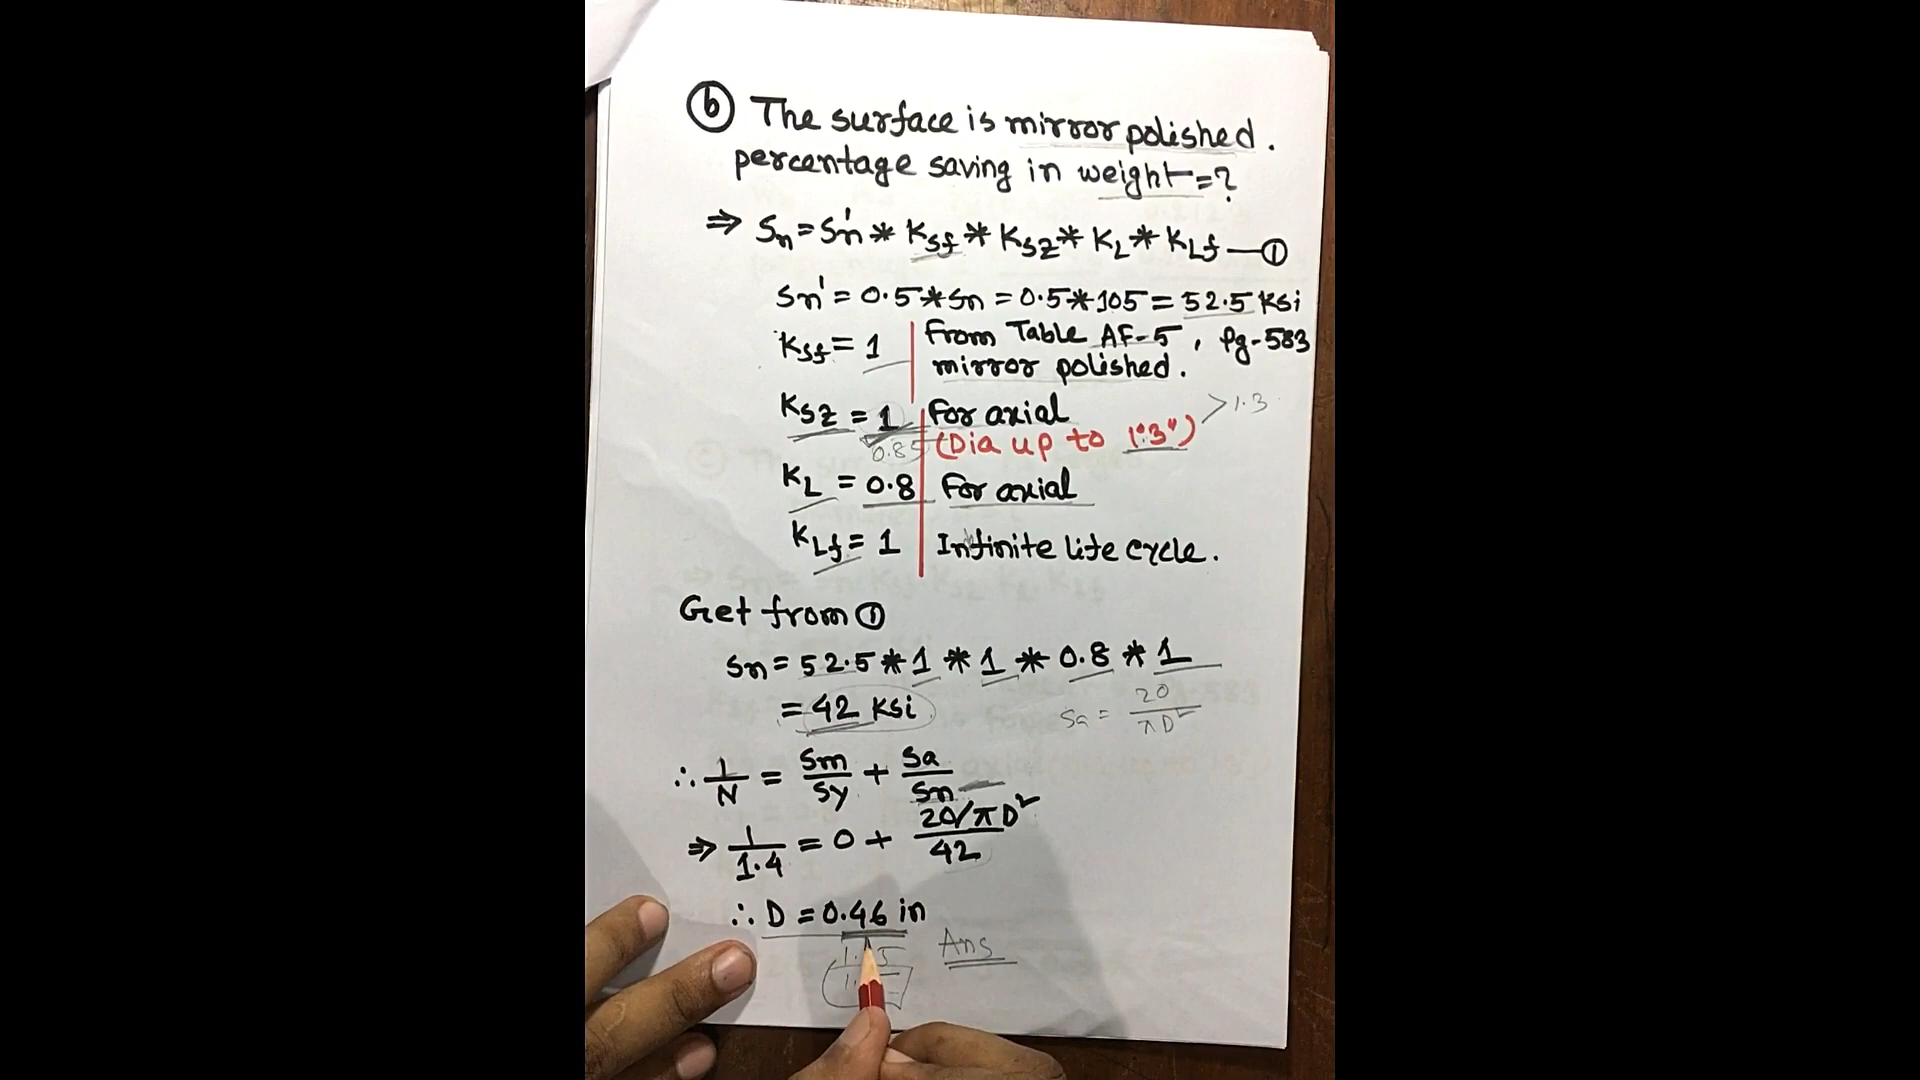 ⓑ The surface is mirror polished.
percentage saving in weight = ?
⇒ Sn = Sn' * Ksf * KSZ * KL * KLf — ①
Sn' = 0.5 * Sn = 0.5 * 105 = 52.5 Ksi
Ksf = 1 | From Table AF-5, Pg-583
mirror polished.
KSZ = 1 | For axial > 1.3
0.85 (Dia up to 1.3")
KL = 0.8 | For axial
KLf = 1 | Infinite life cycle.
Get from ①
Sn = 52.5 * 1 * 1 * 0.8 * 1
= 42 Ksi Sa = 20/πD²
∴ 1/N = Sm/Sy + Sa/Sn
⇒ 1/1.4 = 0 + (20/πD²)/42
∴ D = 0.46 in
Ans